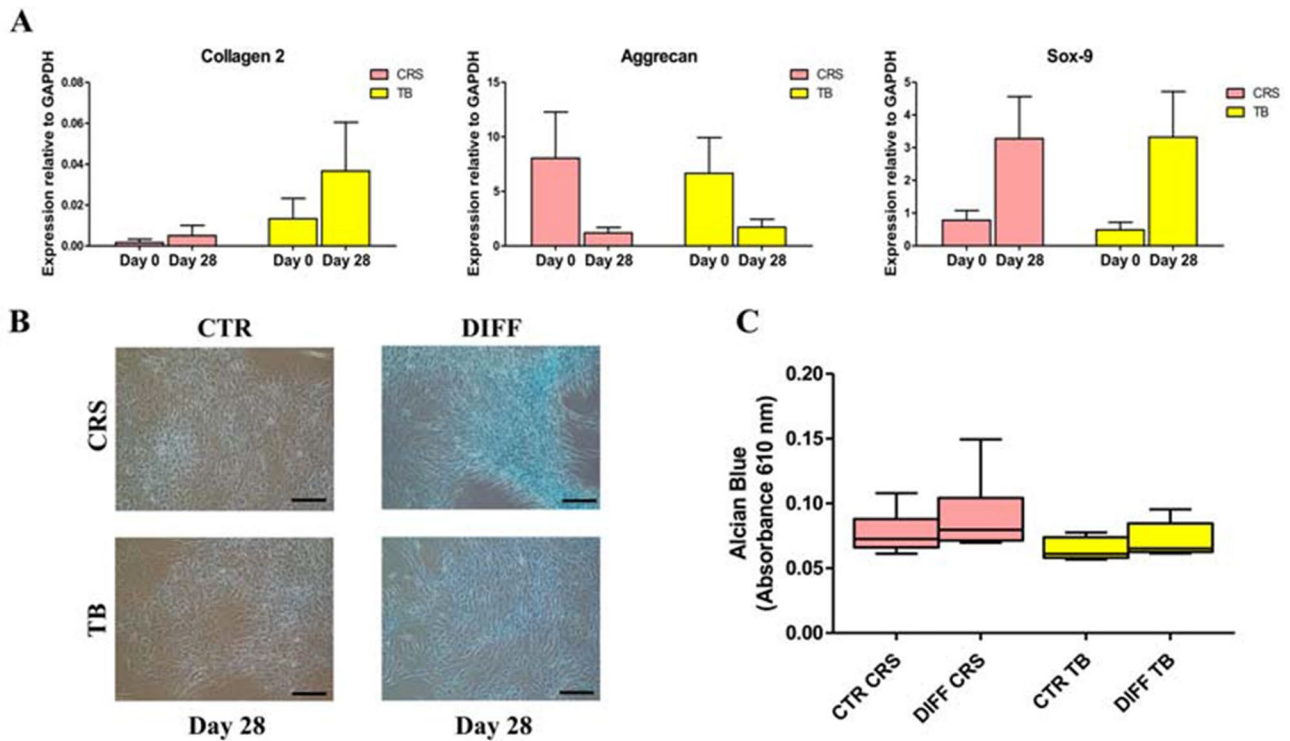 A
Collagen 2
CRS
TB
Expression relative to GAPDH
0.08
0.06
0.04
0.02
0.00
Day 0 Day 28 Day 0 Day 28
Aggrecan
CRS
TB
Expression relative to GAPDH
15
10
5
0
Day 0 Day 28 Day 0 Day 28
Sox-9
CRS
TB
Expression relative to GAPDH
5
4
3
2
1
0
Day 0 Day 28 Day 0 Day 28
B
CTR DIFF
CRS
TB
Day 28 Day 28
C
Alcian Blue
(Absorbance 610 nm)
0.20
0.15
0.10
0.05
0.00
CTR CRS
DIFF CRS
CTR TB
DIFF TB